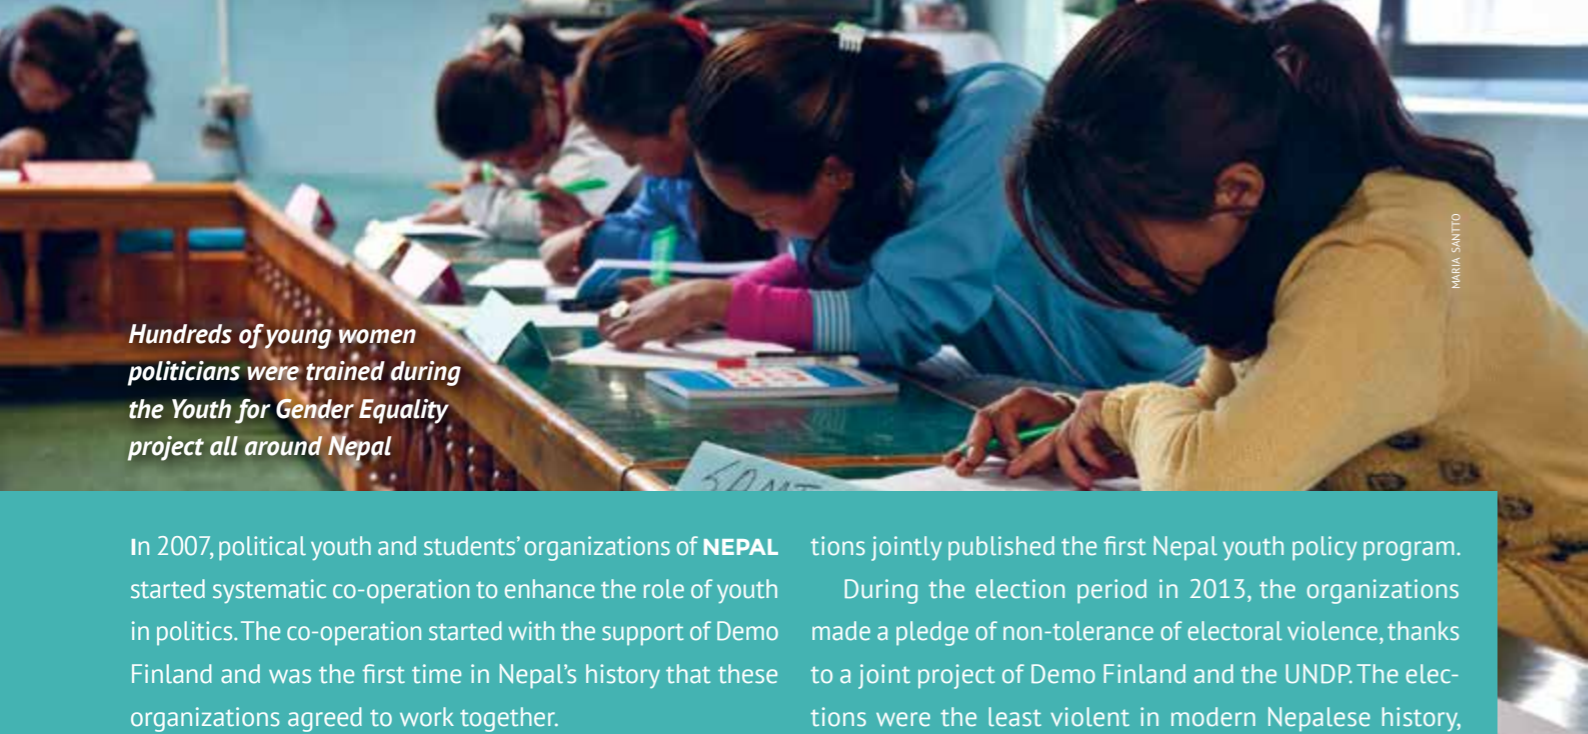 MARIA SANTTO
Hundreds of young women
politicians were trained during
the Youth for Gender Equality
project all around Nepal
In 2007, political youth and students' organizations of NEPAL
started systematic co-operation to enhance the role of youth
in politics. The co-operation started with the support of Demo
Finland and was the first time in Nepal's history that these
organizations agreed to work together.
tions jointly published the first Nepal youth policy program.
During the election period in 2013, the organizations
made a pledge of non-tolerance of electoral violence, thanks
to a joint project of Demo Finland and the UNDP. The elec-
tions were the least violent in modern Nepalese history,